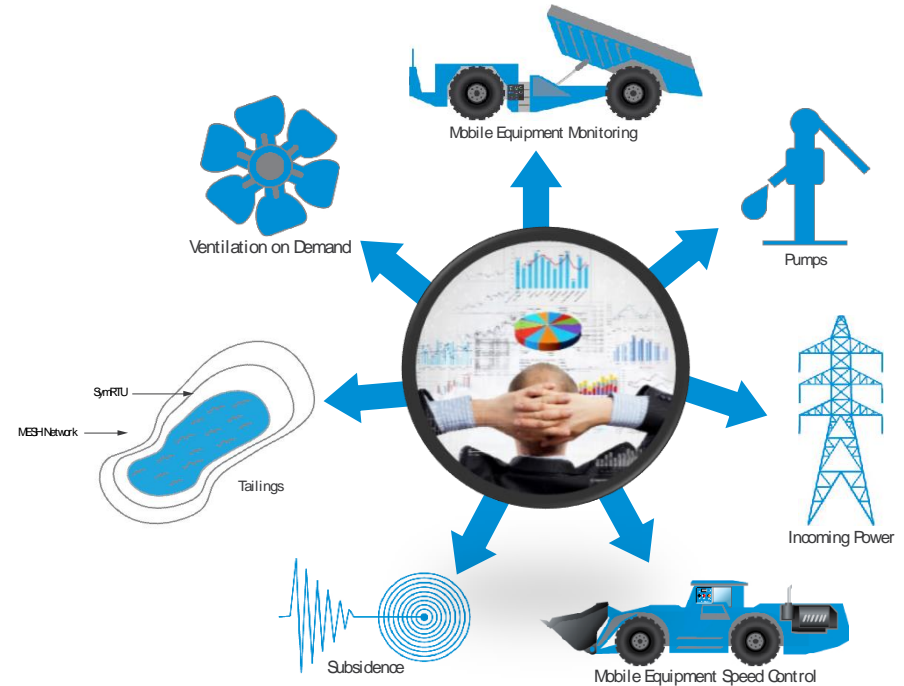 Mobile Equipment Monitoring
Ventilation on Demand
Pumps
SymRTU
MESH Network
Tailings
Incoming Power
Subsidence
Mobile Equipment Speed Control